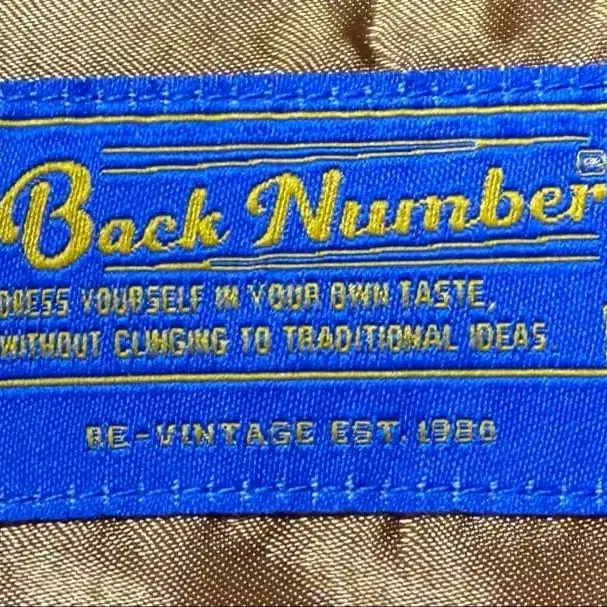 Back Number
DRESS YOURSELF IN YOUR OWN TASTE,
WITHOUT CLINGING TO TRADITIONAL IDEAS
RE-VINTAGE EST. 1980